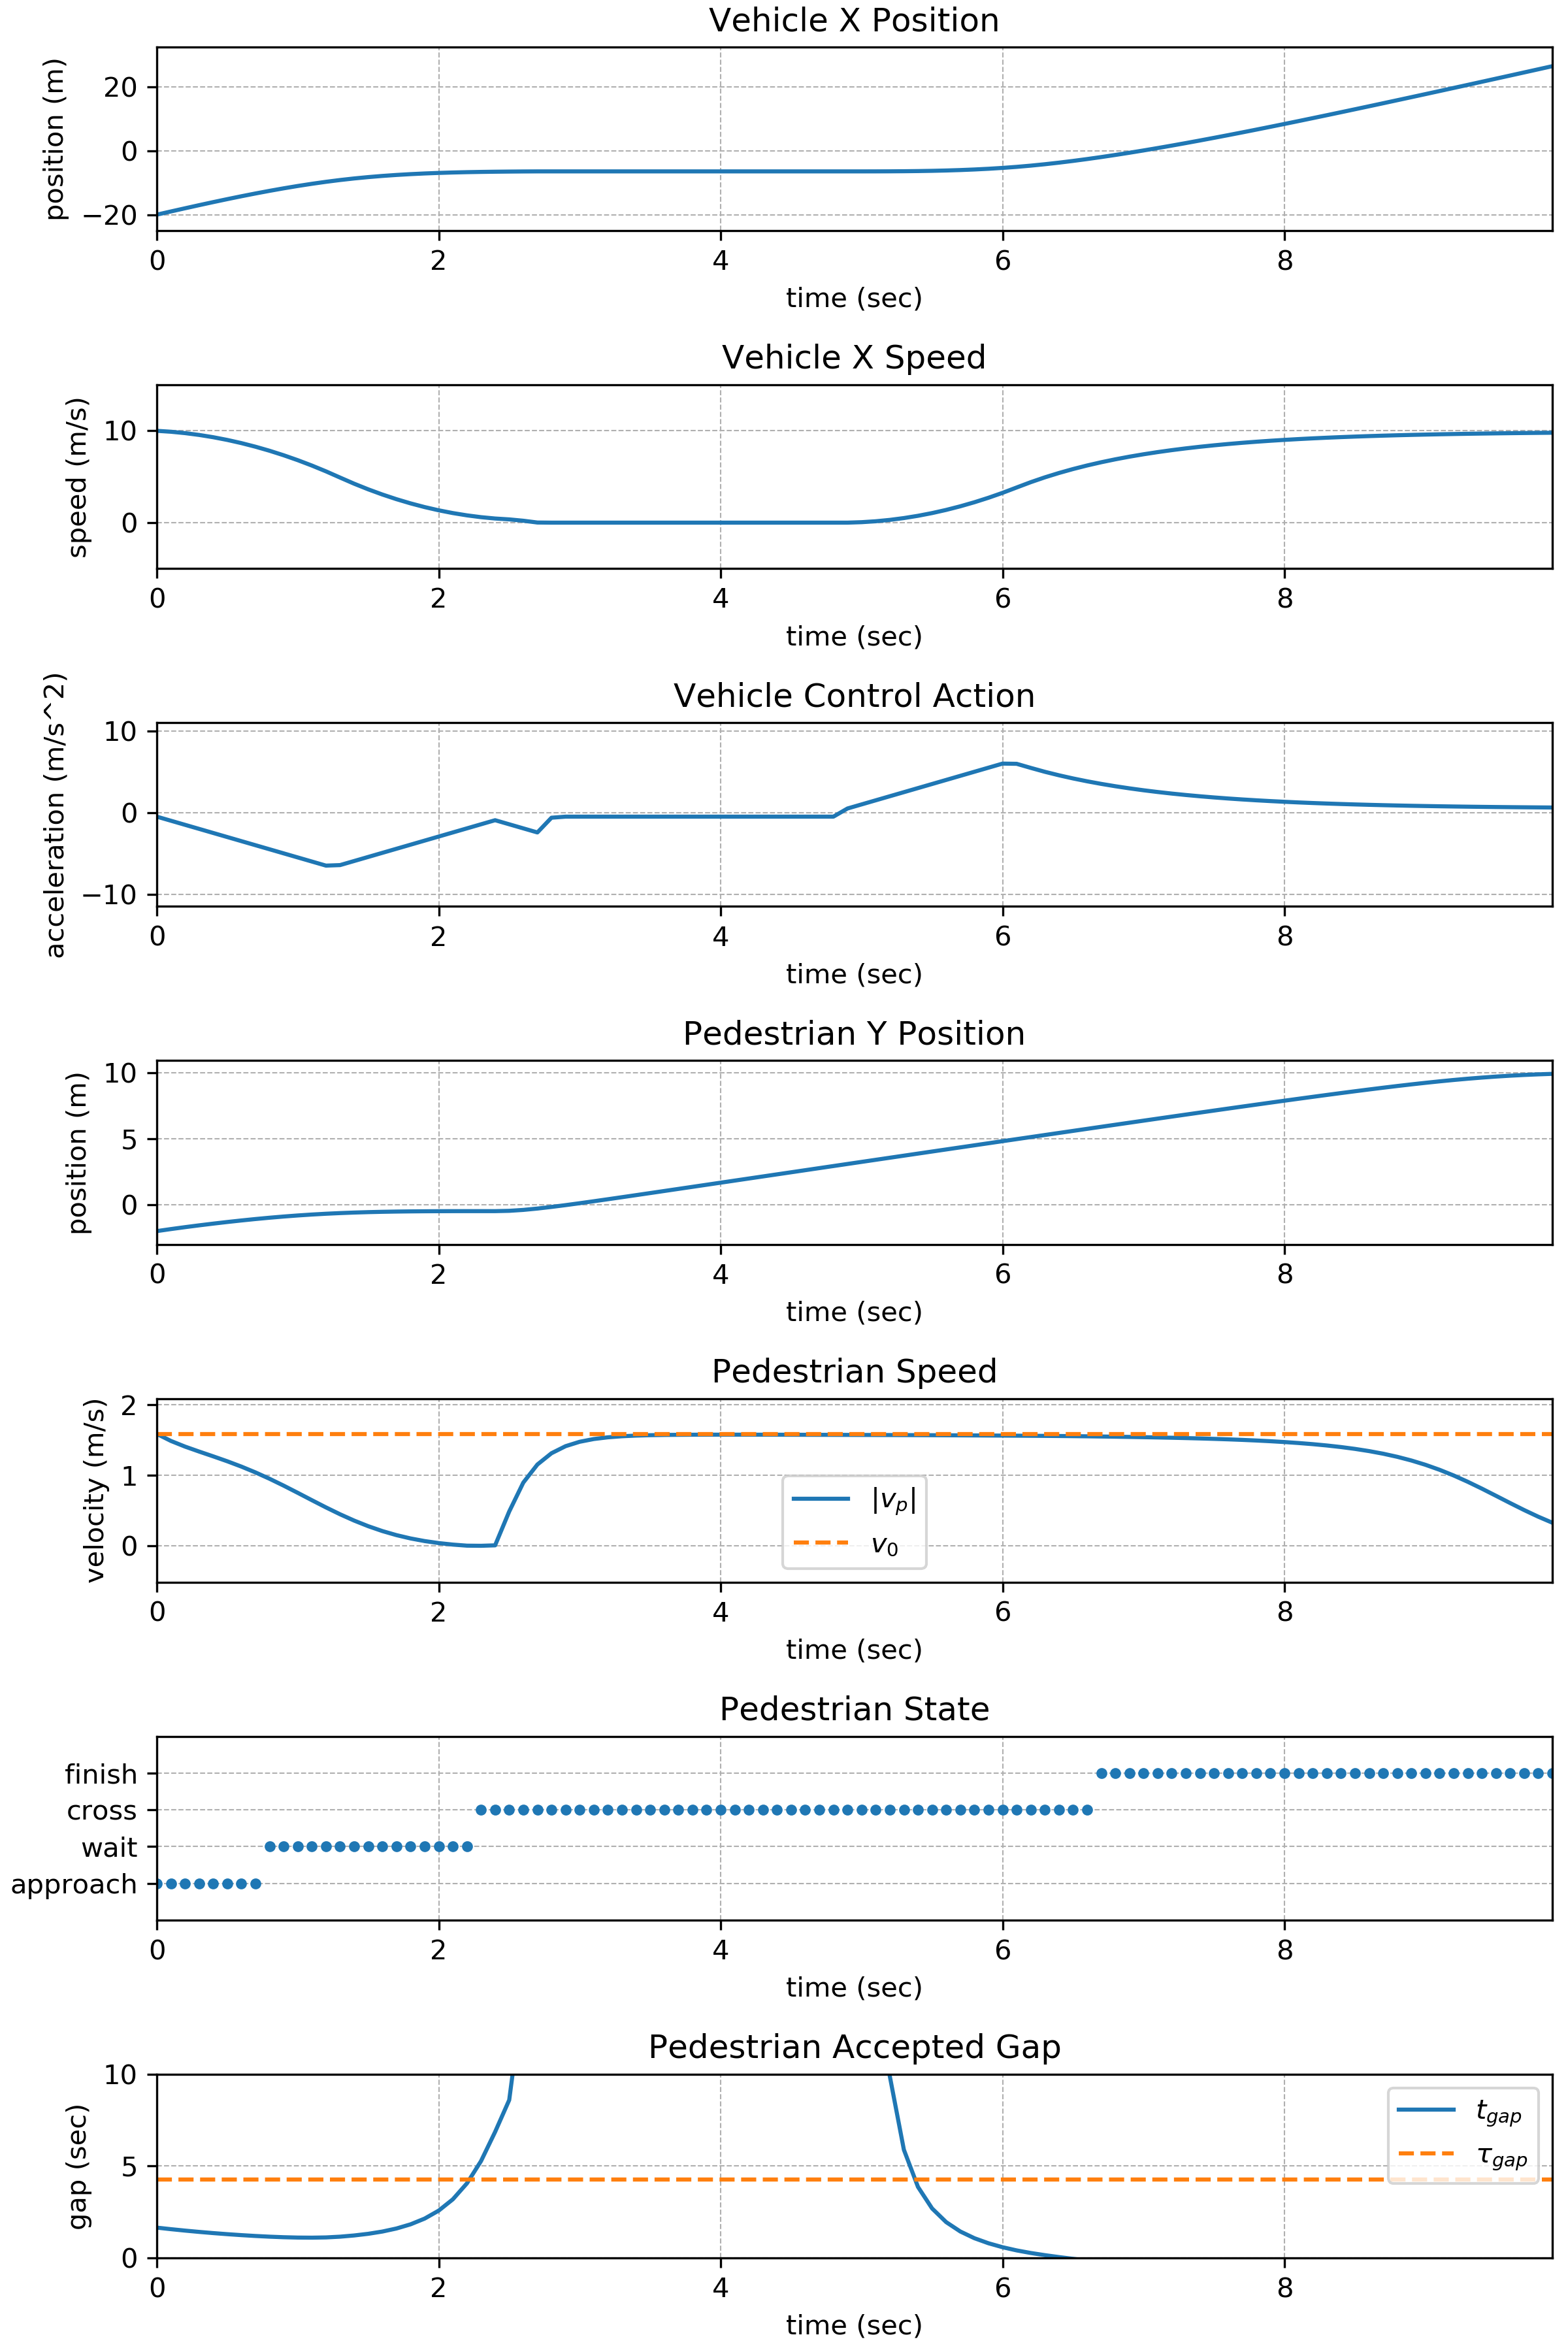 Vehicle X Position
position (m)
20
0
−20
0 2 4 6 8
time (sec)
Vehicle X Speed
speed (m/s)
10
0
0 2 4 6 8
time (sec)
Vehicle Control Action
acceleration (m/s^2)
10
0
−10
0 2 4 6 8
time (sec)
Pedestrian Y Position
position (m)
10
5
0
0 2 4 6 8
time (sec)
Pedestrian Speed
velocity (m/s)
2
1
0
|v_p|
v_0
0 2 4 6 8
time (sec)
Pedestrian State
finish
cross
wait
approach
0 2 4 6 8
time (sec)
Pedestrian Accepted Gap
gap (sec)
10
5
0
t_gap
τ_gap
0 2 4 6 8
time (sec)